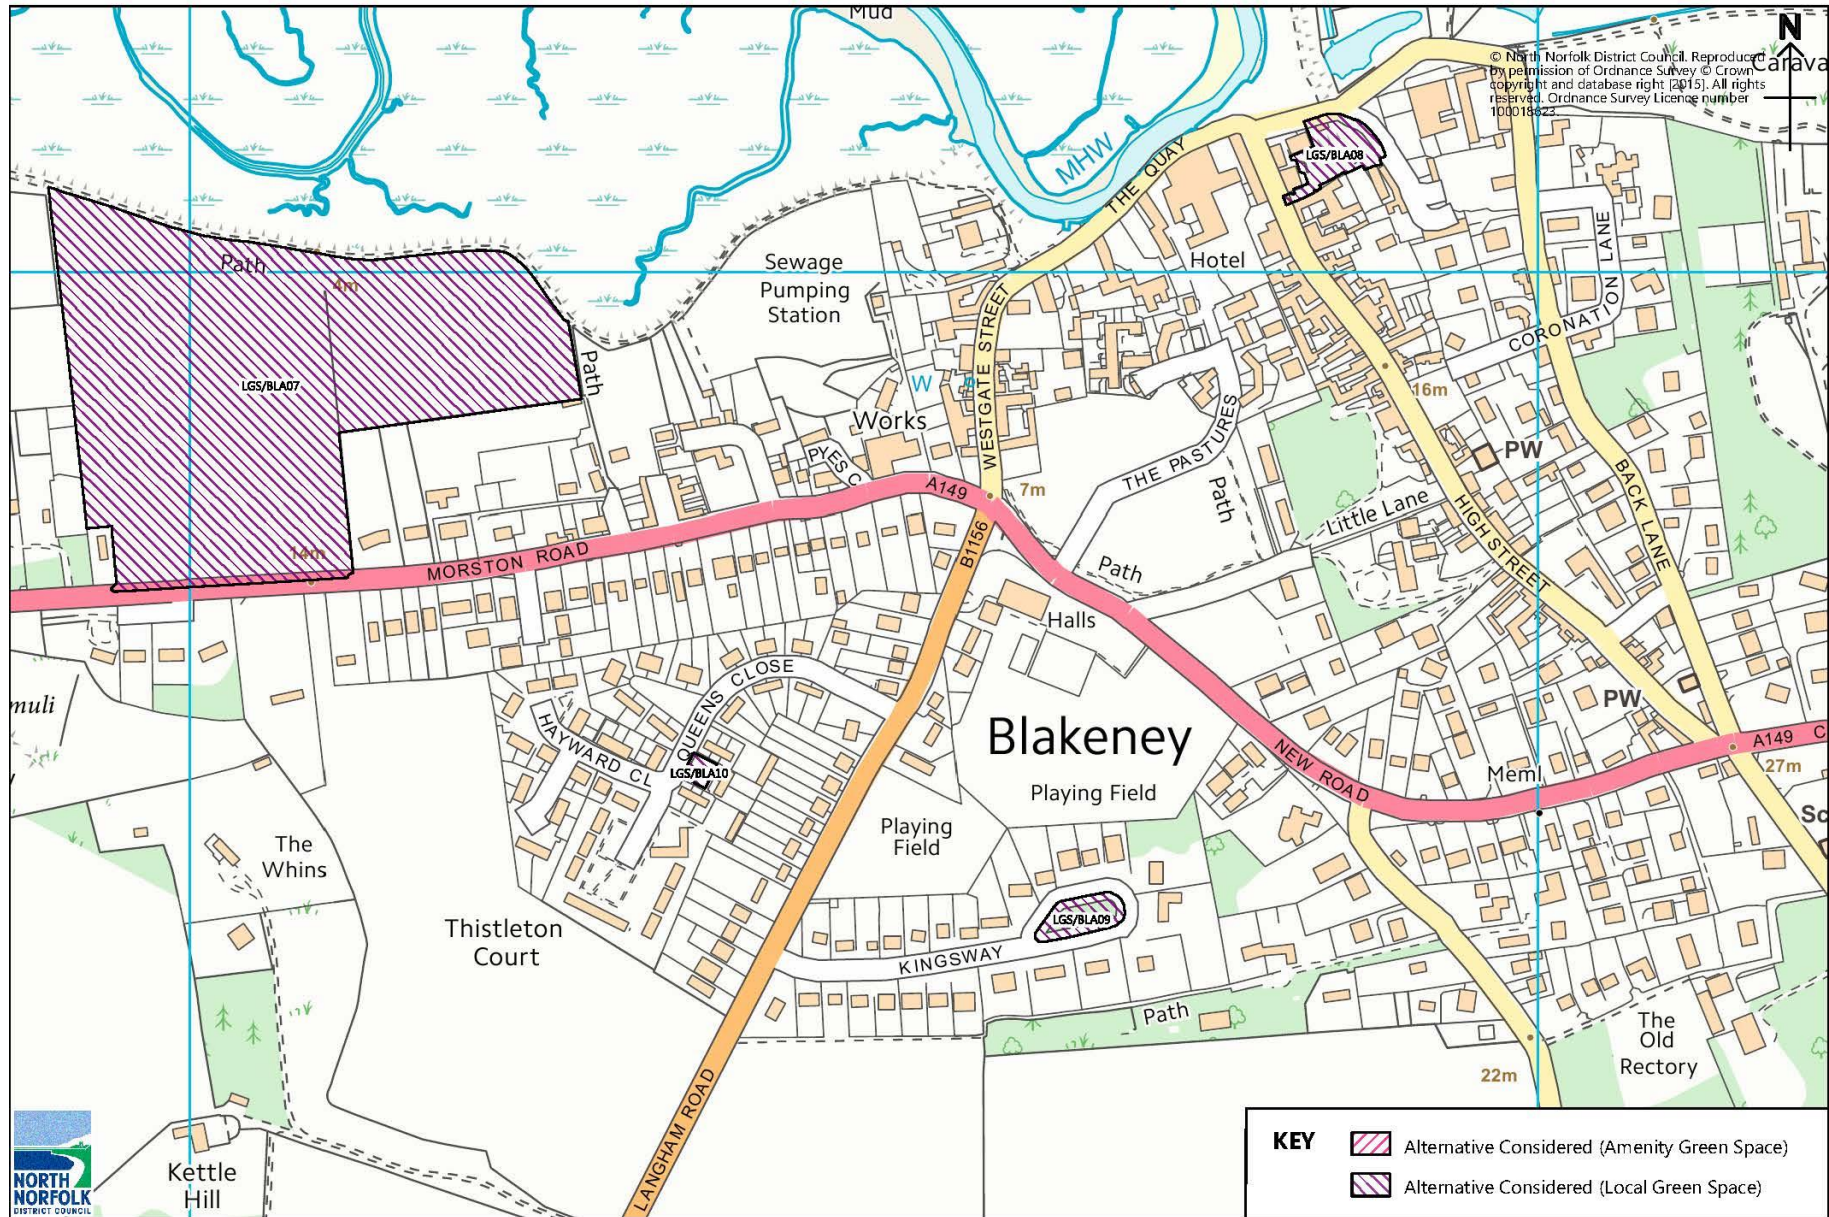 Mud
N
© North Norfolk District Council. Reproduced
by permission of Ordnance Survey © Crown
copyright and database right [2015]. All rights
reserved. Ordnance Survey Licence number
100018623.
Carava
MHW
THE QUAY
LGS/BLA08
Path
4m
Sewage
Pumping
Station
Hotel
CORONATION LANE
WESTGATE STREET
Path
LGS/BLA07
W
Works
16m
THE PASTURES
PW
PYES C
A149
7m
Path
Little Lane
BACK LANE
HIGH STREET
14m
MORSTON ROAD
B1156
Path
Halls
QUEENS CLOSE
muli
HAYWARD CL
LGS/BLA10
Blakeney
Playing Field
NEW ROAD
PW
Meml
A149 C
27m
Sc
The
Whins
Playing
Field
Thistleton
Court
LGS/BLA09
KINGSWAY
Path
The
Old
Rectory
22m
LANGHAM ROAD
Kettle
Hill
NORTH
NORFOLK
DISTRICT COUNCIL
KEY
Alternative Considered (Amenity Green Space)
Alternative Considered (Local Green Space)